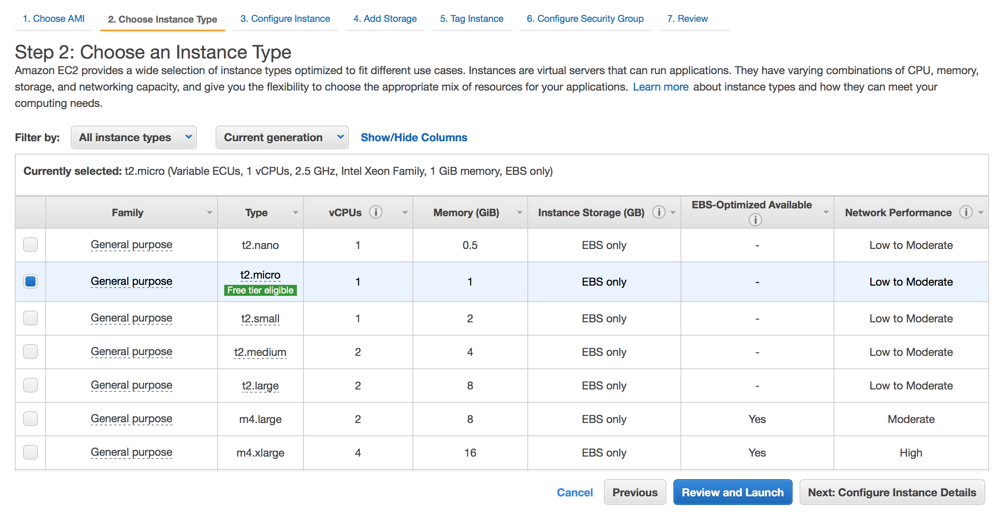 1. Choose AMI 2. Choose Instance Type 3. Configure Instance 4. Add Storage 5. Tag Instance 6. Configure Security Group 7. Review
Step 2: Choose an Instance Type
Amazon EC2 provides a wide selection of instance types optimized to fit different use cases. Instances are virtual servers that can run applications. They have varying combinations of CPU, memory,
storage, and networking capacity, and give you the flexibility to choose the appropriate mix of resources for your applications. Learn more about instance types and how they can meet your
computing needs.
Filter by: All instance types Current generation Show/Hide Columns
Currently selected: t2.micro (Variable ECUs, 1 vCPUs, 2.5 GHz, Intel Xeon Family, 1 GiB memory, EBS only)
Family Type vCPUs i Memory (GiB) Instance Storage (GB) i EBS-Optimized Available i Network Performance i
General purpose t2.nano 1 0.5 EBS only - Low to Moderate
General purpose t2.micro 1 1 EBS only - Low to Moderate
Free tier eligible
General purpose t2.small 1 2 EBS only - Low to Moderate
General purpose t2.medium 2 4 EBS only - Low to Moderate
General purpose t2.large 2 8 EBS only - Low to Moderate
General purpose m4.large 2 8 EBS only Yes Moderate
General purpose m4.xlarge 4 16 EBS only Yes High
Cancel Previous Review and Launch Next: Configure Instance Details